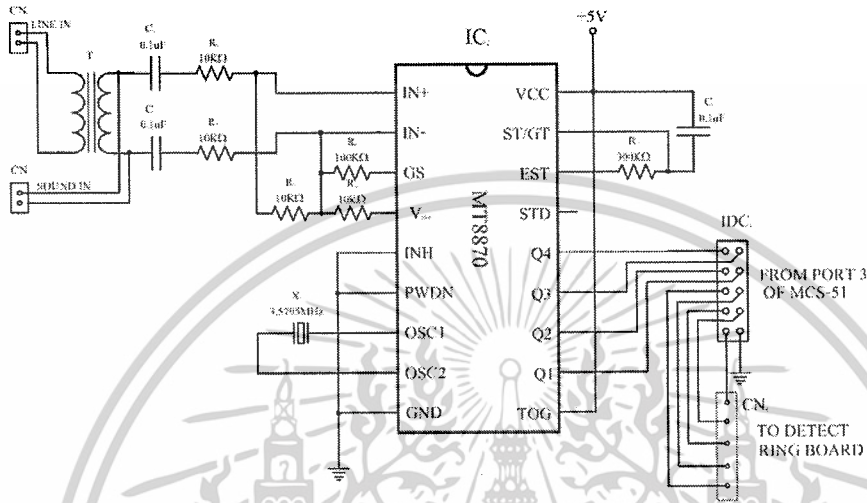 CN.
LINE IN
T
C.
0.1uF
R.
10KΩ
C.
0.1uF
R.
10KΩ
CN.
SOUND IN
R.
100KΩ
R.
10KΩ
R.
10KΩ
X
3.5795MHz
IC.
MT8870
IN+
IN-
GS
INH
PWDN
OSC1
OSC2
GND
VCC
ST/GT
EST
STD
Q4
Q3
Q2
Q1
TOG
+5V
C.
0.1uF
R.
300KΩ
IDC.
FROM PORT 3
OF MCS-51
CN.
TO DETECT
RING BOARD